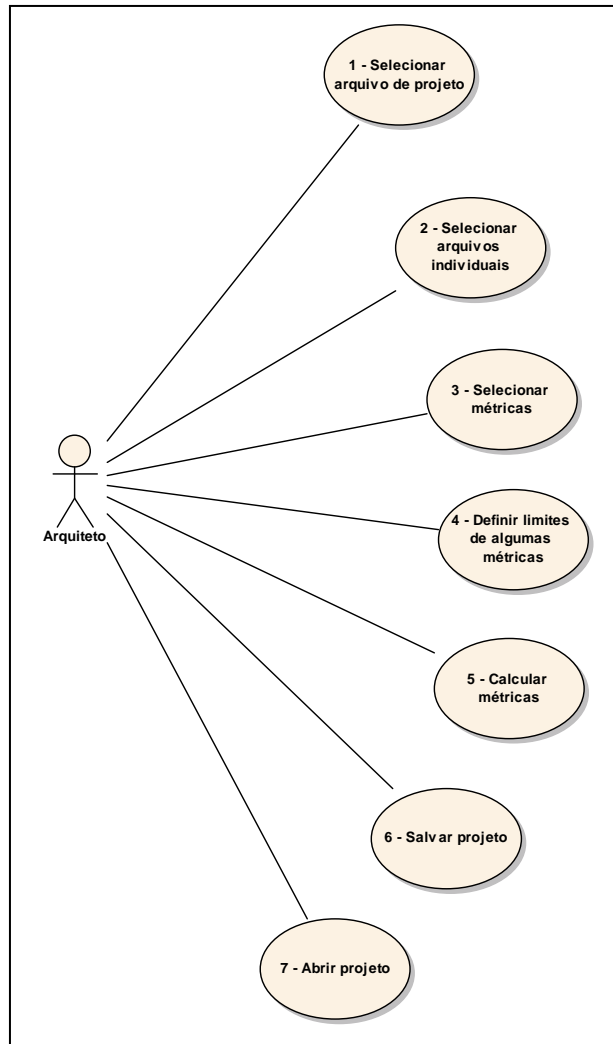 1 - Selecionar
arquivo de projeto
2 - Selecionar
arquivos
individuais
3 - Selecionar
métricas
4 - Definir limites
de algumas
métricas
Arquiteto
5 - Calcular
métricas
6 - Salvar projeto
7 - Abrir projeto